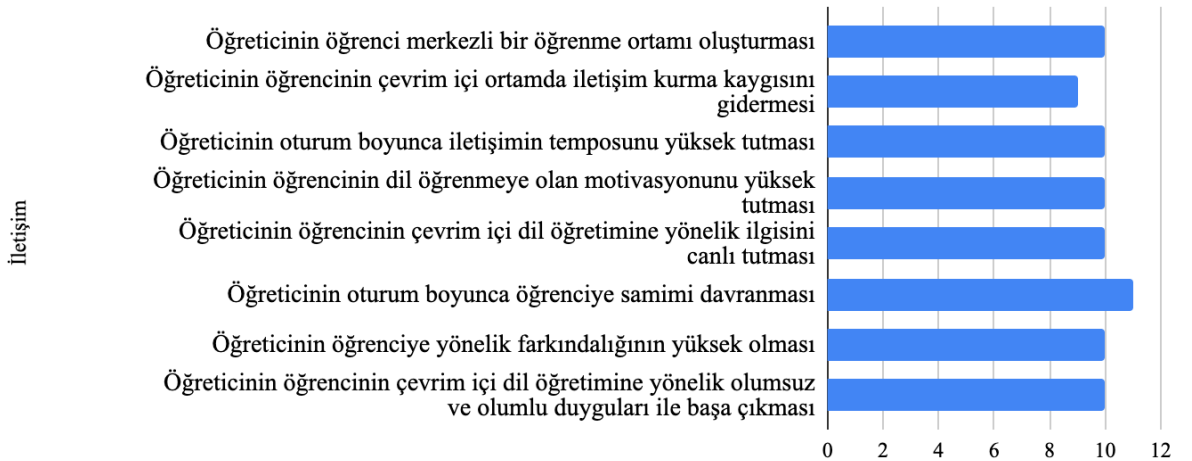 Öğreticinin öğrenci merkezli bir öğrenme ortamı oluşturması
Öğreticinin öğrencinin çevrim içi ortamda iletişim kurma kaygısını
gidermesi
Öğreticinin oturum boyunca iletişimin temposunu yüksek tutması
Öğreticinin öğrencinin dil öğrenmeye olan motivasyonunu yüksek
tutması
Öğreticinin öğrencinin çevrim içi dil öğretimine yönelik ilgisini
canlı tutması
Öğreticinin oturum boyunca öğrenciye samimi davranması
Öğreticinin öğrenciye yönelik farkındalığının yüksek olması
Öğreticinin öğrencinin çevrim içi dil öğretimine yönelik olumsuz
ve olumlu duyguları ile başa çıkması
İletişim
0 2 4 6 8 10 12